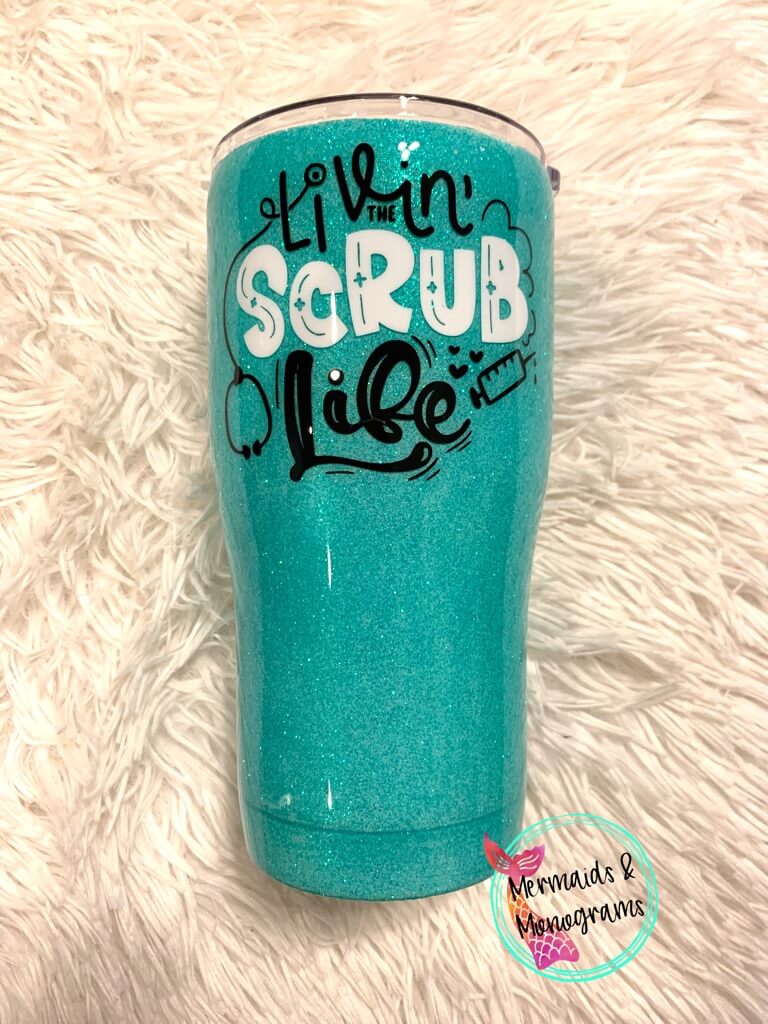 Livin'
THE
SCRUB
Life
Mermaids &
Monograms